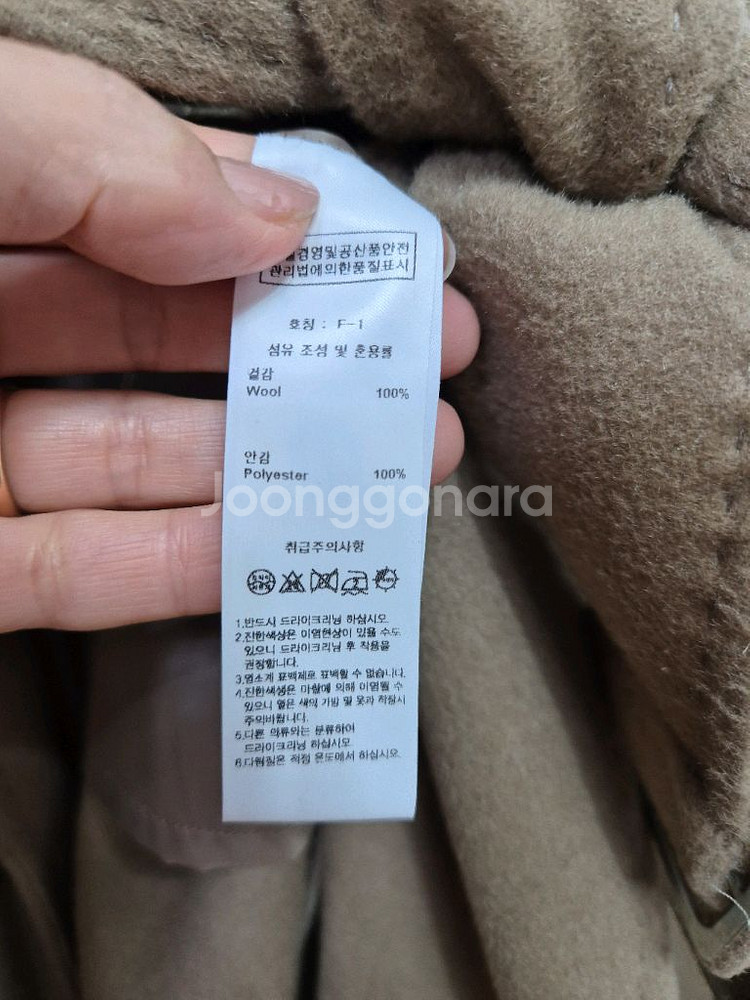 경영및공산품안전
관리법에의한품질표시
호칭 : F-1
섬유 조성 및 혼용률
겉감
Wool 100%
안감
Polyester 100%
Joonggonara
취급주의사항
1.반드시 드라이크리닝 하십시오
2.진한색상은 이염현상이 있을 수도
있으니 드라이크리닝 후 착용을
권장합니다.
3.염소계 표백제로 표백할 수 없습니다.
4.진한색상은 마찰에 의해 이염될 수
있으니 옅은 색의 가방 및 옷과 착장시
주의바랍니다.
5.다른 의류와는 분류하여
드라이크리닝 하십시오
6.다림질은 적정 온도에서 하십시오.